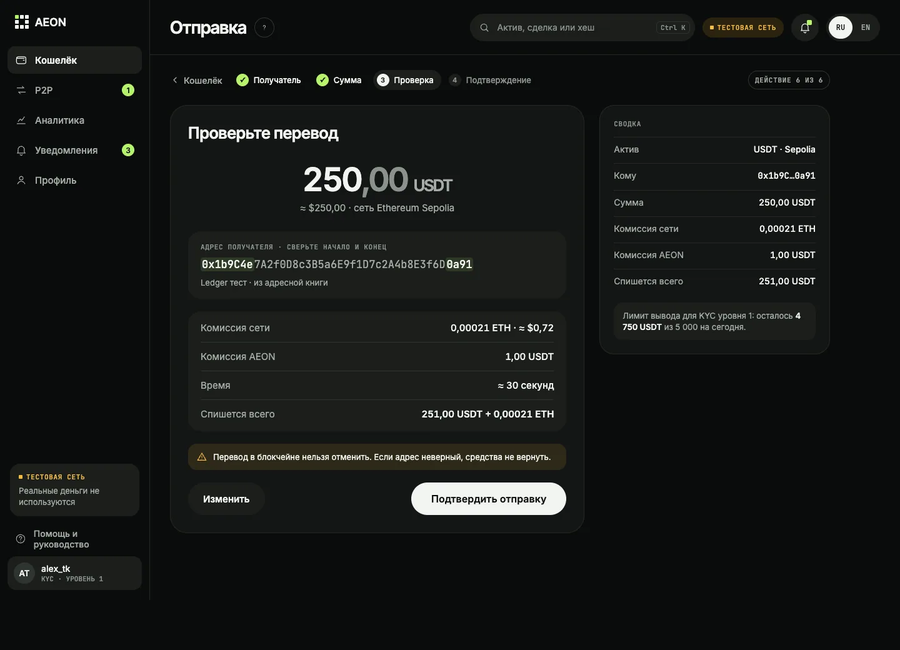 AEON
Кошелёк
P2P
1
Аналитика
Уведомления
3
Профиль
ТЕСТОВАЯ СЕТЬ
Реальные деньги не
используются
Помощь и
руководство
AT
alex_tk
KYC · УРОВЕНЬ 1
Отправка
?
Актив, сделка или хеш
Ctrl K
ТЕСТОВАЯ СЕТЬ
RU
EN
Кошелёк
Получатель
Сумма
3
Проверка
4
Подтверждение
ДЕЙСТВИЕ 6 ИЗ 6
Проверьте перевод
250,00 USDT
≈ $250,00 · сеть Ethereum Sepolia
АДРЕС ПОЛУЧАТЕЛЯ · СВЕРЬТЕ НАЧАЛО И КОНЕЦ
0x1b9C4e7A2f0D8c3B5a6E9f1D7c2A4b8E3f6D0a91
Ledger тест · из адресной книги
Комиссия сети
0,00021 ETH · ≈ $0,72
Комиссия AEON
1,00 USDT
Время
≈ 30 секунд
Спишется всего
251,00 USDT + 0,00021 ETH
Перевод в блокчейне нельзя отменить. Если адрес неверный, средства не вернуть.
Изменить
Подтвердить отправку
СВОДКА
Актив
USDT · Sepolia
Кому
0x1b9C…0a91
Сумма
250,00 USDT
Комиссия сети
0,00021 ETH
Комиссия AEON
1,00 USDT
Спишется всего
251,00 USDT
Лимит вывода для KYC уровня 1: осталось 4
750 USDT из 5 000 на сегодня.